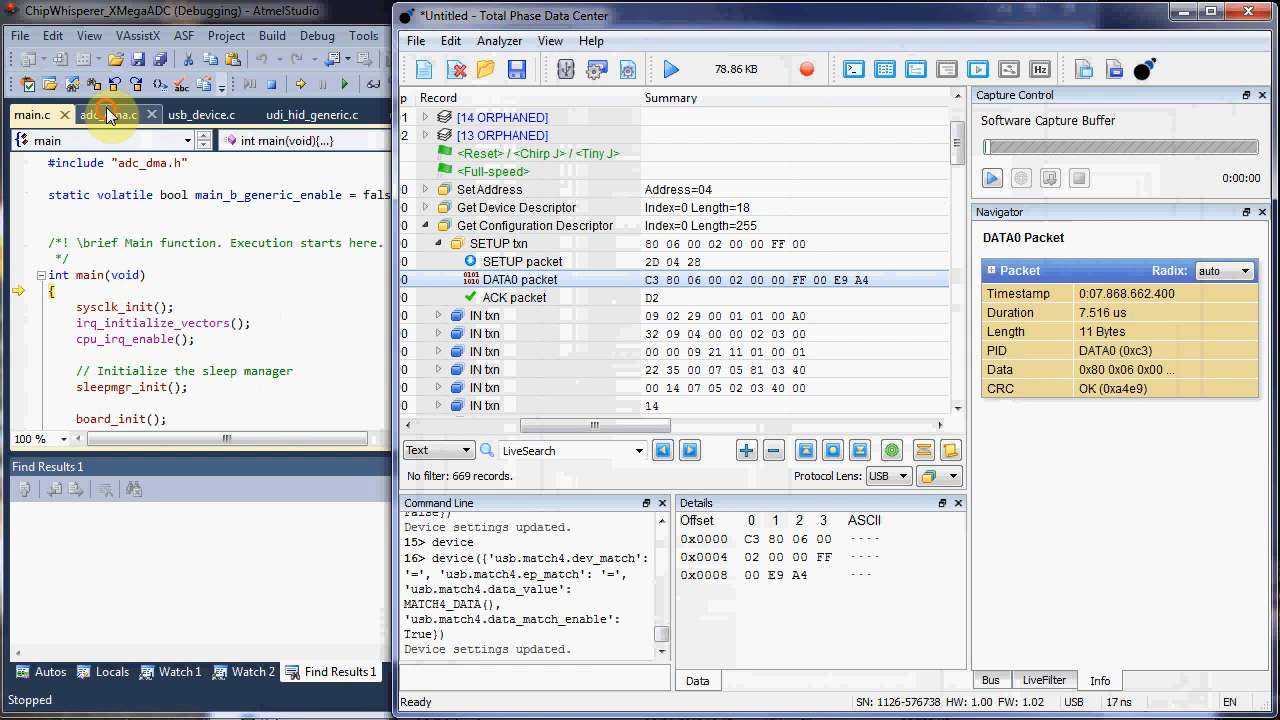 ChipWhisperer_XMegaADC (Debugging) - AtmelStudio
File Edit View VAssistX ASF Project Build Debug Tools
main.c
usb_device.c udi_hid_generic.c
main int main(void){...}
#include "adc_dma.h"
static volatile bool main_b_generic_enable = fals
/*! \brief Main function. Execution starts here.
*/
int main(void)
{
sysclk_init();
irq_initialize_vectors();
cpu_irq_enable();
// Initialize the sleep manager
sleepmgr_init();
board_init();
100 %
Find Results 1
Autos Locals Watch 1 Watch 2 Find Results 1
Stopped
*Untitled - Total Phase Data Center
File Edit Analyzer View Help
78.86 KB
p Record Summary
1 [14 ORPHANED]
2 [13 ORPHANED]
<Reset> / <Chirp J> / <Tiny J>
<Full-speed>
0 Set Address Address=04
0 Get Device Descriptor Index=0 Length=18
0 Get Configuration Descriptor Index=0 Length=255
0 SETUP txn 80 06 00 02 00 00 FF 00
0 SETUP packet 2D 04 28
0 DATA0 packet C3 80 06 00 02 00 00 FF 00 E9 A4
0 ACK packet D2
0 IN txn 09 02 29 00 01 01 00 A0
0 IN txn 32 09 04 00 00 02 03 00
0 IN txn 00 00 09 21 11 01 00 01
0 IN txn 22 35 00 07 05 81 03 40
0 IN txn 00 14 07 05 02 03 40 00
0 IN txn 14
Text LiveSearch
No filter: 669 records. Protocol Lens: USB
Command Line
False})
Device settings updated.
15> device
16> device({'usb.match4.dev_match':
'=', 'usb.match4.ep_match': '=',
'usb.match4.data_value':
MATCH4_DATA(),
'usb.match4.data_match_enable':
True})
Device settings updated.
Details
Offset 0 1 2 3 ASCII
0x0000 C3 80 06 00 ----
0x0004 02 00 00 FF ----
0x0008 00 E9 A4 ---
Data
Capture Control
Software Capture Buffer
0:00:00
Navigator
DATA0 Packet
Packet Radix: auto
Timestamp 0:07.868.662.400
Duration 7.516 us
Length 11 Bytes
PID DATA0 (0xc3)
Data 0x80 0x06 0x00 ...
CRC OK (0xa4e9)
Bus LiveFilter Info
Ready SN: 1126-576738 HW: 1.00 FW: 1.02 USB 17 ns EN